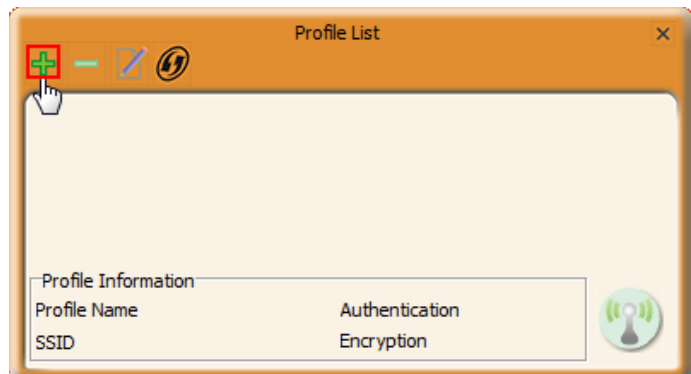 Profile List
Profile Information
Profile Name Authentication
SSID Encryption